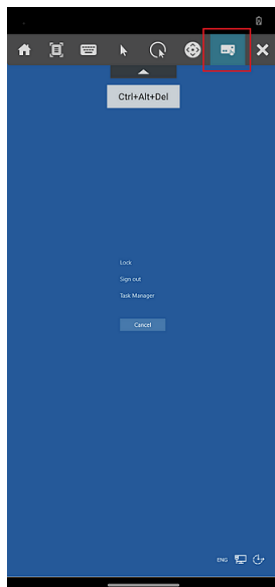 Ctrl+Alt+Del
Lock
Sign out
Task Manager
Cancel
ENG